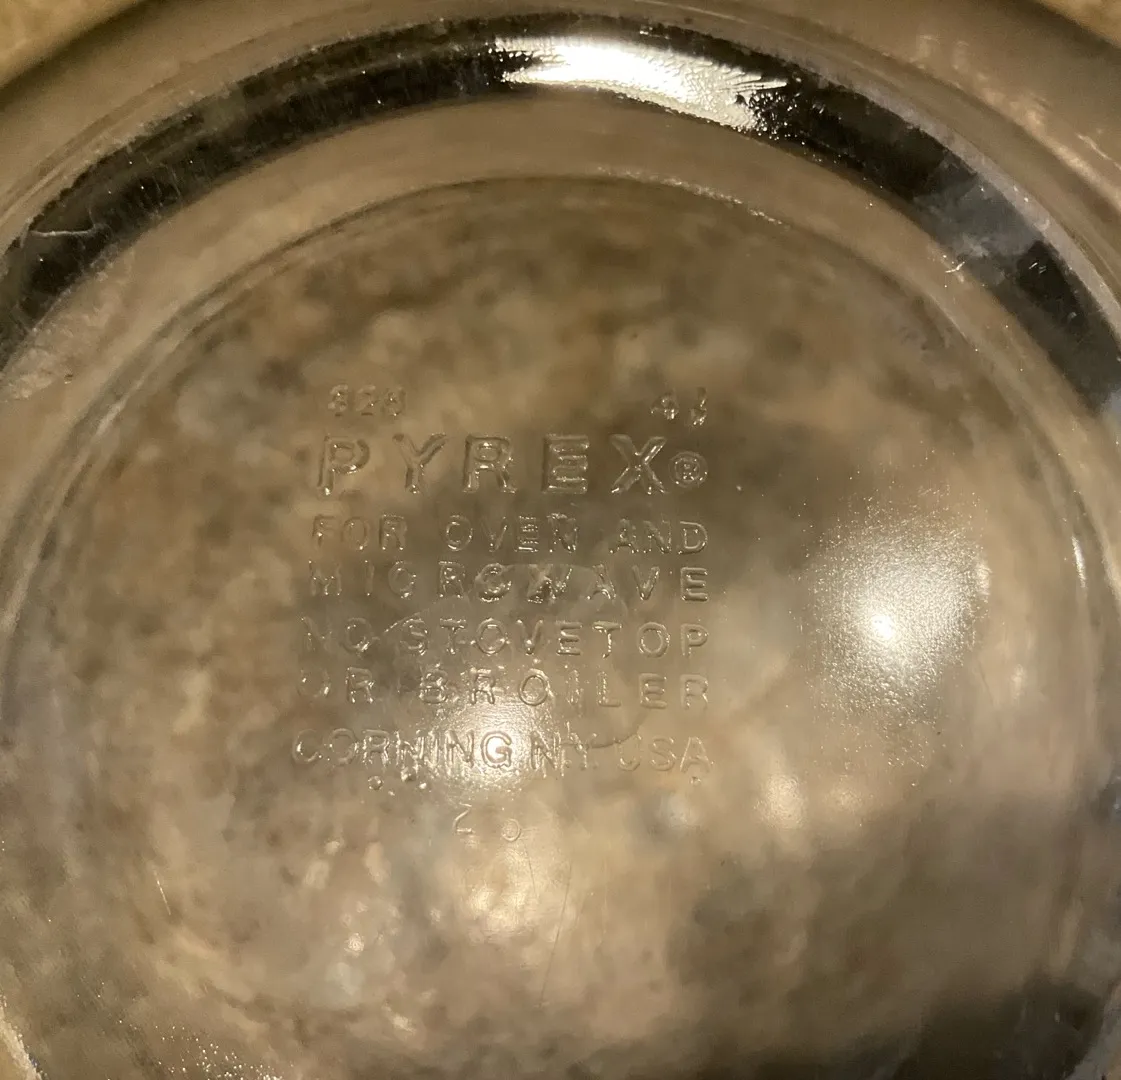 PYREX®
FOR OVEN AND
MICROWAVE
NO STOVETOP
OR BROILER
CORNING NY USA